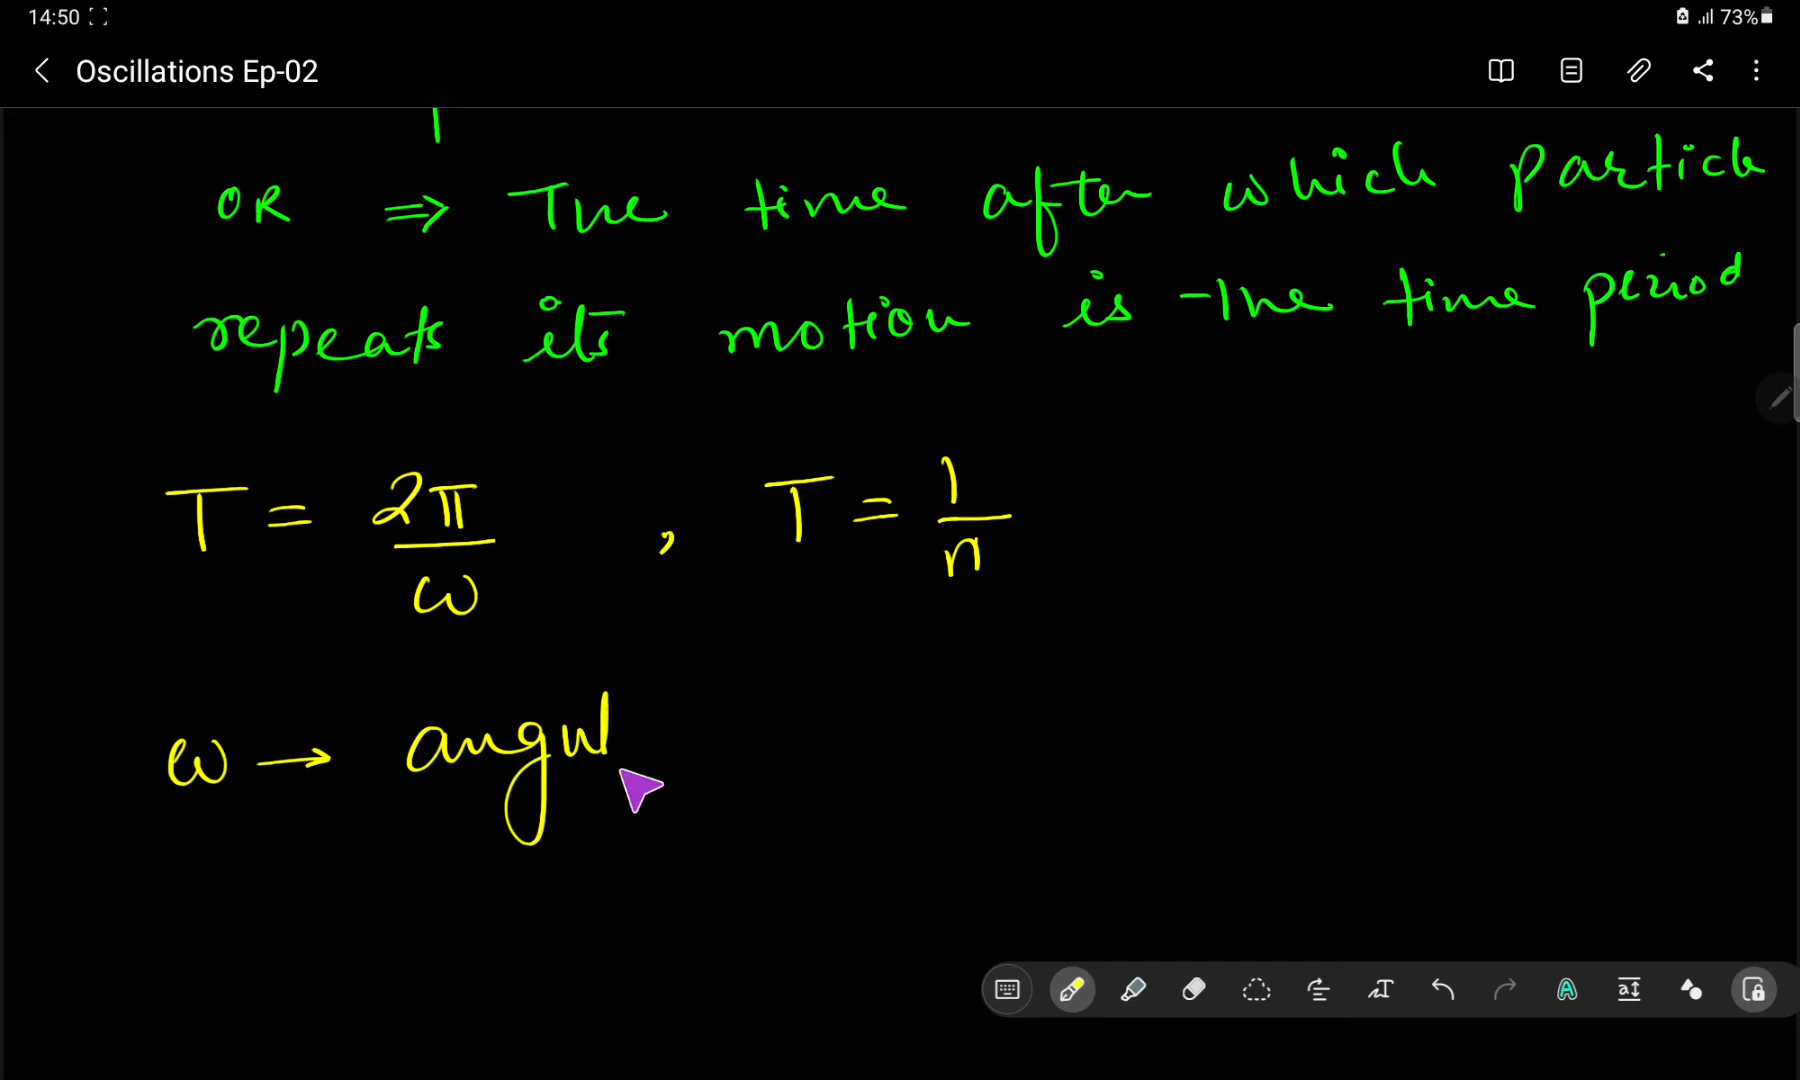 14:50 73%
Oscillations Ep-02
OR ⇒ The time after which particle
repeats its motion is the time period
T = 2π/ω , T = 1/n
ω → angul